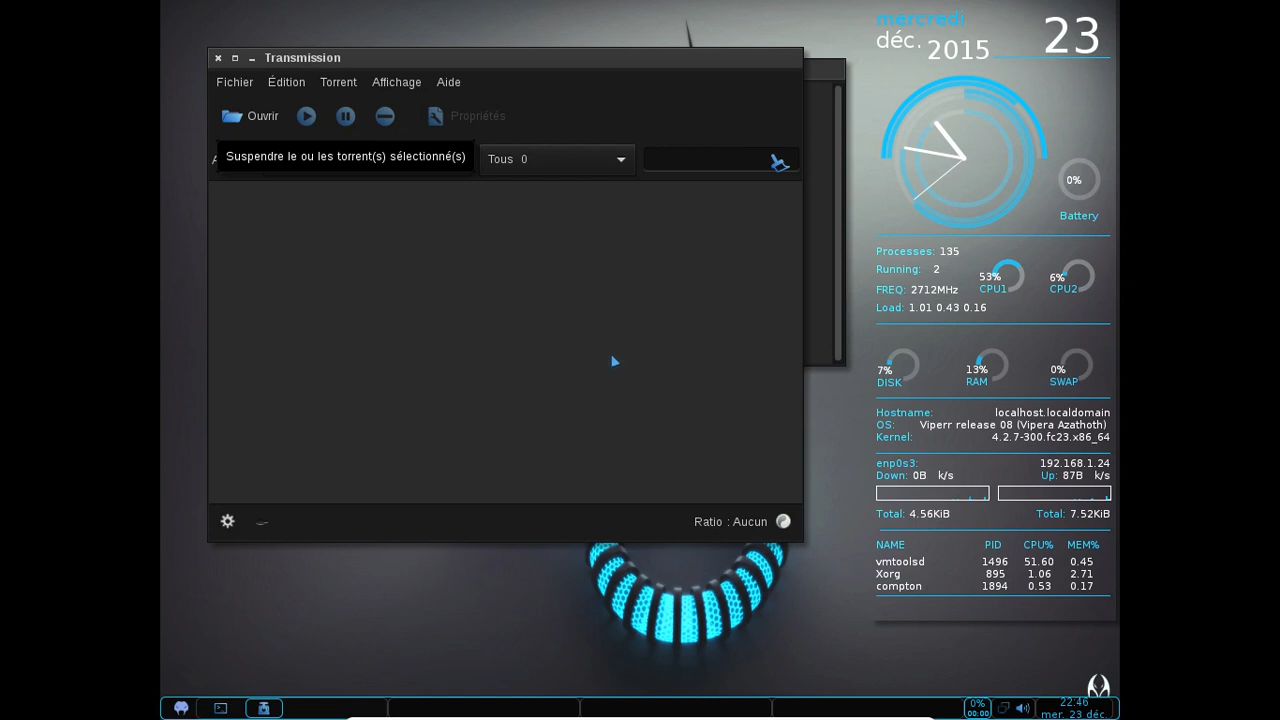 Transmission
Fichier Édition Torrent Affichage Aide
Ouvrir Propriétés
Suspendre le ou les torrent(s) sélectionné(s)
Tous 0
Ratio : Aucun
mercredi
déc. 2015 23
0%
Battery
Processes: 135
Running: 2
FREQ: 2712MHz
Load: 1.01 0.43 0.16
53%
CPU1
6%
CPU2
7%
DISK
13%
RAM
0%
SWAP
Hostname: localhost.localdomain
OS: Viperr release 08 (Vipera Azathoth)
Kernel: 4.2.7-300.fc23.x86_64
enp0s3: 192.168.1.24
Down: 0B k/s Up: 87B k/s
Total: 4.56KiB Total: 7.52KiB
NAME PID CPU% MEM%
vmtoolsd 1496 51.60 0.45
Xorg 895 1.06 2.71
compton 1894 0.53 0.17
0%
00:00
22:46
mer. 23 déc.